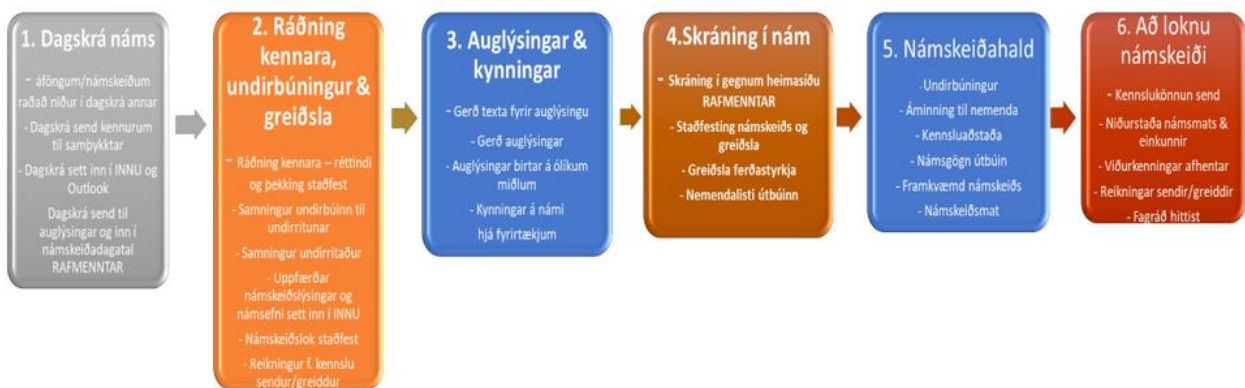 1. Dagskrá náms
- áföngum/námskeiðum
raðað niður í dagskrá annar
- Dagskrá send kennurum
til samþykktar
- Dagskrá sett inn í INNU og
Outlook
Dagskrá send til
auglýsingar og inn í
námskeiðadagatal
RAFMENNTAR
2. Ráðning
kennara,
undirbúningur &
greiðsla
- Ráðning kennara – réttindi
og þekking staðfest
- Samningur undirbúinn til
undirritunar
- Samningur undirritaður
- Uppfærðar
námskeiðslýsingar og
námsefni sett inn í INNU
- Námskeiðslok staðfest
- Reikningur f. kennslu
sendur/greiddur
3. Auglýsingar &
kynningar
- Gerð texta fyrir auglýsingu
- Gerð auglýsingar
- Auglýsingar birtar á ólíkum
miðlum
- Kynningar á námi
hjá fyrirtækjum
4.Skráning í nám
- Skráning í gegnum heimasíðu
RAFMENNTAR
- Staðfesting námskeiðs og
greiðsla
- Greiðsla ferðastyrkja
- Nemendalisti útbúinn
5. Námskeiðahald
- Undirbúningur
- Áminning til nemenda
- Kennsluaðstaða
- Námsgögn útbúin
- Framkvæmd námskeiðs
- Námskeiðsmat
6. Að loknu
námskeiði
- Kennslukönnun send
- Niðurstaða námsmats &
einkunnir
- Viðurkenningar afhentar
- Reikningar sendir/greiddir
- Fagráð hittist